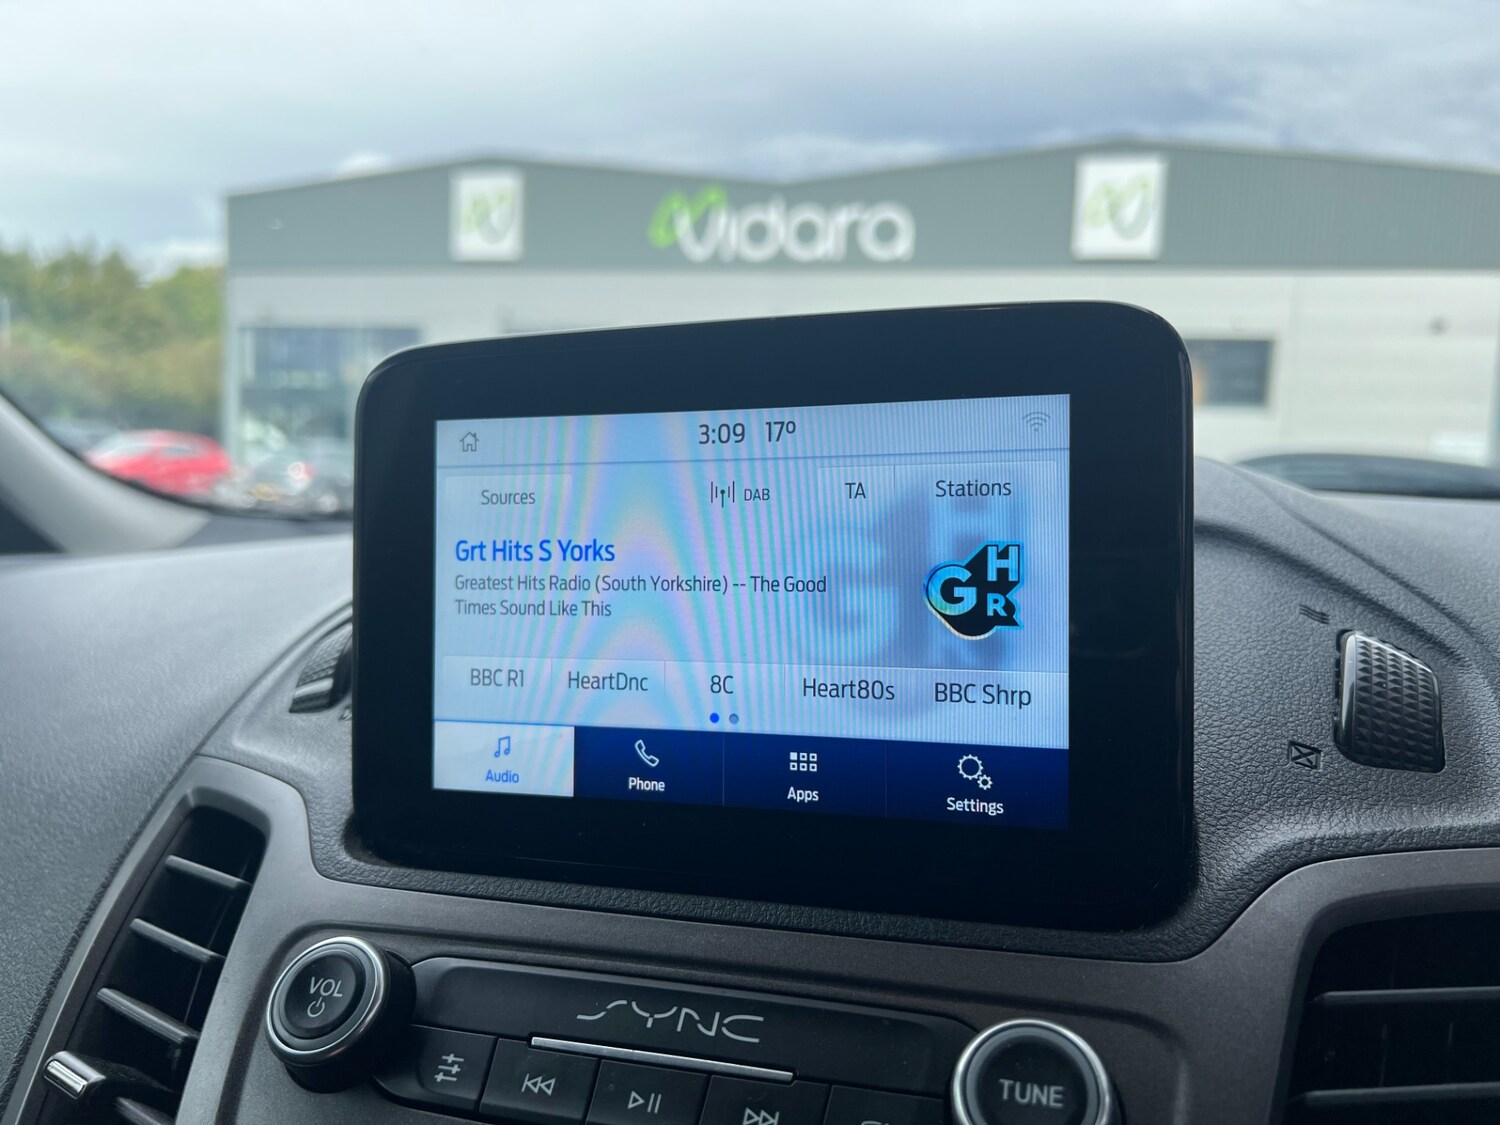 Vidara
3:09 17º
Sources
DAB
TA
Stations
Grt Hits S Yorks
Greatest Hits Radio (South Yorkshire) -- The Good
Times Sound Like This
GHR
BBC R1
HeartDnc
8C
Heart80s
BBC Shrp
Audio
Phone
Apps
Settings
VOL
SYNC
TUNE